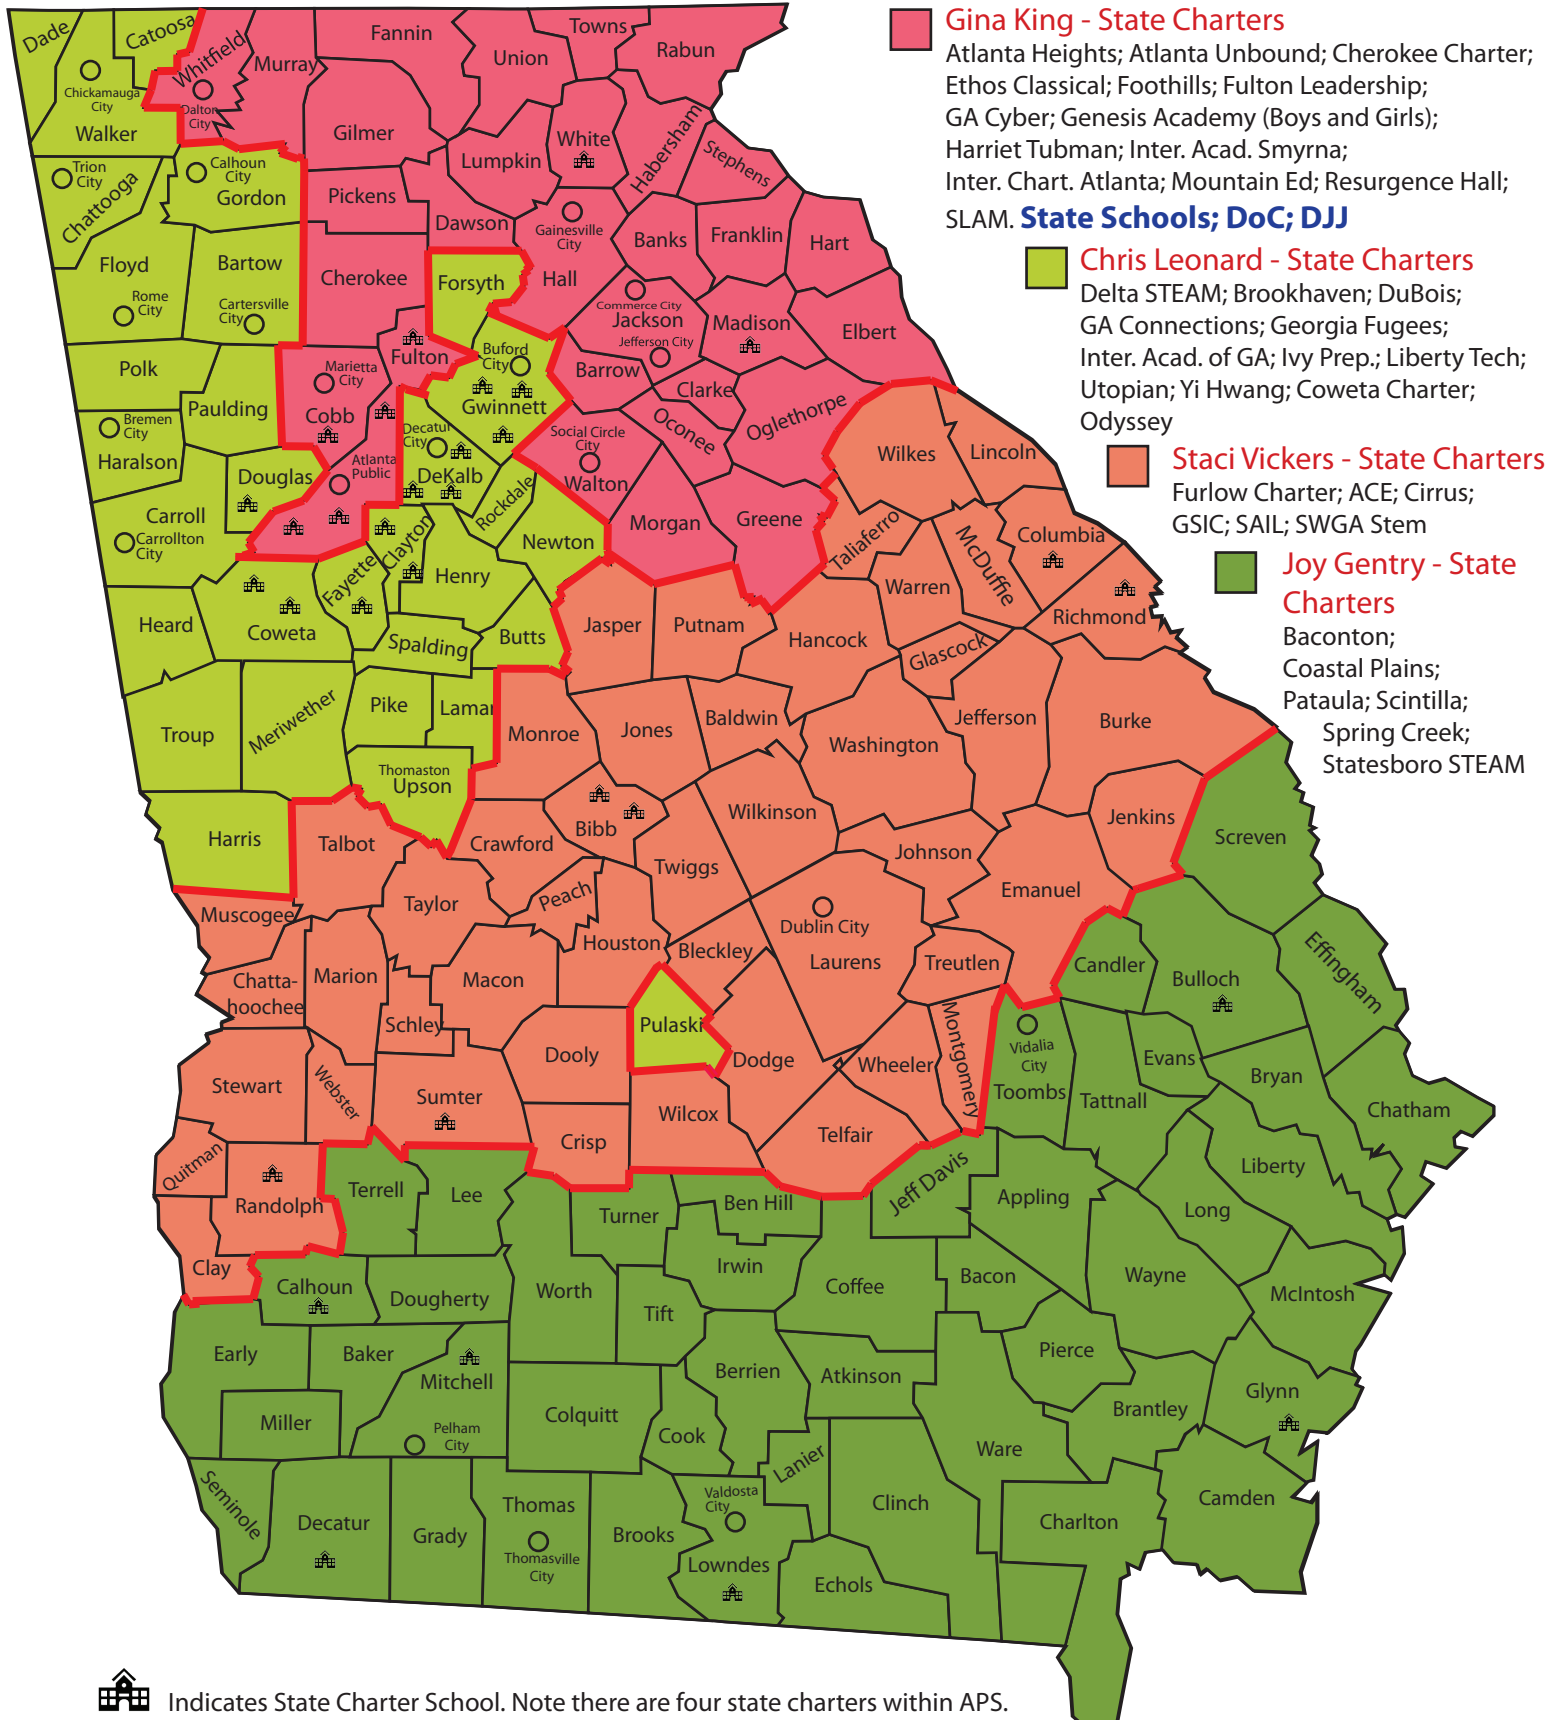 Gina King - State Charters
Atlanta Heights; Atlanta Unbound; Cherokee Charter;
Ethos Classical; Foothills; Fulton Leadership;
GA Cyber; Genesis Academy (Boys and Girls);
Harriet Tubman; Inter. Acad. Smyrna;
Inter. Chart. Atlanta; Mountain Ed; Resurgence Hall;
SLAM. State Schools; DoC; DJJ
Chris Leonard - State Charters
Delta STEAM; Brookhaven; DuBois;
GA Connections; Georgia Fugees;
Inter. Acad. of GA; Ivy Prep.; Liberty Tech;
Utopian; Yi Hwang; Coweta Charter;
Odyssey
Staci Vickers - State Charters
Furlow Charter; ACE; Cirrus;
GSIC; SAIL; SWGA Stem
Joy Gentry - State
Charters
Baconton;
Coastal Plains;
Pataula; Scintilla;
Spring Creek;
Statesboro STEAM
Dade
Catoosa
Whitfield
Murray
Fannin
Union
Towns
Rabun
Chickamauga
City
Dalton
City
Walker
Gilmer
Lumpkin
White
Habersham
Stephens
Trion
City
Chattooga
Calhoun
City
Gordon
Pickens
Dawson
Gainesville
City
Banks
Franklin
Hart
Floyd
Bartow
Cherokee
Forsyth
Hall
Rome
City
Cartersville
City
Commerce City
Jackson
Jefferson City
Madison
Elbert
Polk
Fulton
Buford
City
Barrow
Clarke
Marietta
City
Cobb
Paulding
Gwinnett
Oconee
Oglethorpe
Bremen
City
Haralson
Decatur
City
Social Circle
City
Walton
Wilkes
Lincoln
Douglas
Atlanta
Public
DeKalb
Rockdale
Carroll
Carrollton
City
Morgan
Greene
Newton
Clayton
Fayette
Henry
Taliaferro
McDuffie
Columbia
Warren
Richmond
Heard
Coweta
Spalding
Butts
Jasper
Putnam
Hancock
Glascock
Troup
Meriwether
Pike
Lamar
Monroe
Jones
Baldwin
Washington
Jefferson
Burke
Thomaston
Upson
Harris
Talbot
Crawford
Bibb
Wilkinson
Johnson
Jenkins
Screven
Twiggs
Emanuel
Muscogee
Taylor
Peach
Houston
Bleckley
Dublin City
Laurens
Treutlen
Candler
Bulloch
Effingham
Chatta-
hoochee
Marion
Macon
Schley
Dooly
Pulaski
Dodge
Wheeler
Montgomery
Vidalia
City
Toombs
Evans
Tattnall
Bryan
Chatham
Stewart
Webster
Sumter
Crisp
Wilcox
Telfair
Quitman
Randolph
Terrell
Lee
Turner
Ben Hill
Jeff Davis
Appling
Long
Liberty
Clay
Calhoun
Dougherty
Worth
Tift
Irwin
Coffee
Bacon
Wayne
McIntosh
Early
Baker
Mitchell
Berrien
Atkinson
Pierce
Brantley
Glynn
Miller
Pelham
City
Colquitt
Cook
Lanier
Ware
Seminole
Decatur
Grady
Thomas
Thomasville
City
Brooks
Valdosta
City
Lowndes
Clinch
Echols
Charlton
Camden
Indicates State Charter School. Note there are four state charters within APS.